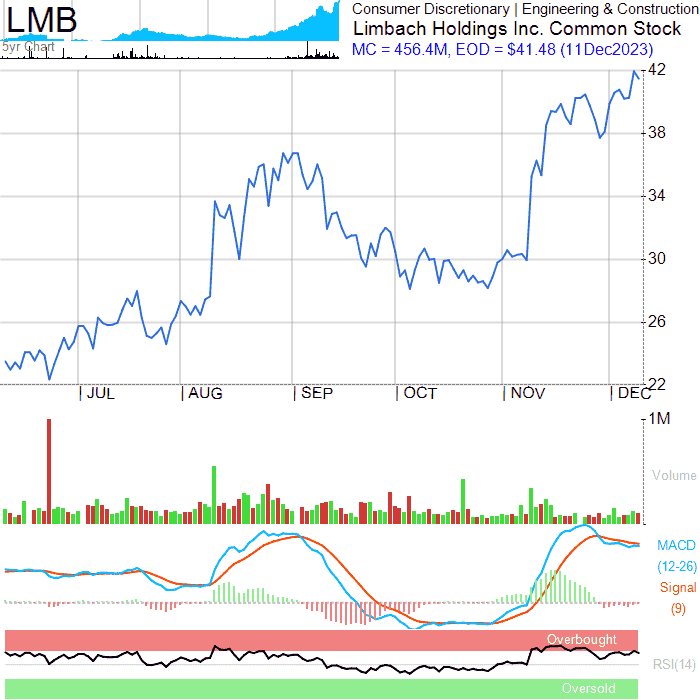 LMB
5yr Chart
Consumer Discretionary | Engineering & Construction
Limbach Holdings Inc. Common Stock
MC = 456.4M, EOD = $41.48 (11Dec2023)
42
38
34
30
26
22
JUL
AUG
SEP
OCT
NOV
DEC
1M
Volume
MACD
(12-26)
Signal
(9)
Overbought
RSI(14)
Oversold